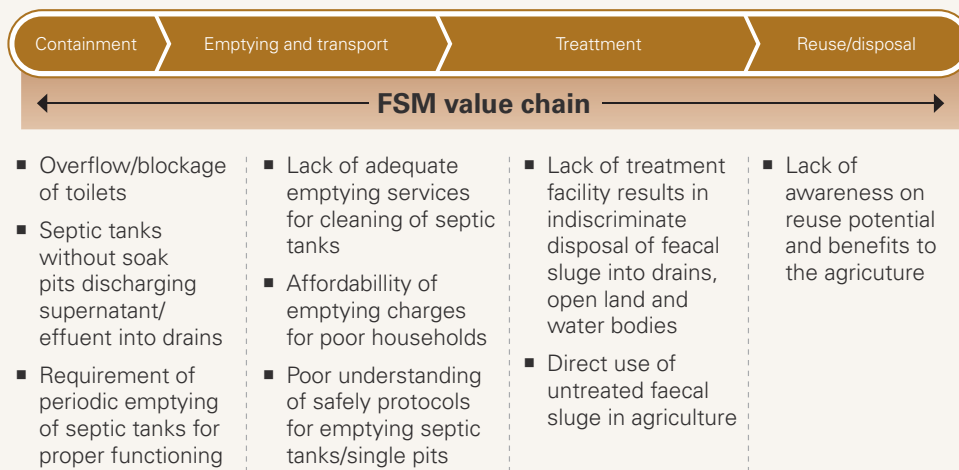 Containment
Emptying and transport
Treattment
Reuse/disposal
FSM value chain
■ Overflow/blockage
of toilets
■ Septic tanks
without soak
pits discharging
supernatant/
effuent into drains
■ Requirement of
periodic emptying
of septic tanks for
proper functioning
■ Lack of adequate
emptying services
for cleaning of septic
tanks
■ Affordabillity of
emptying charges
for poor households
■ Poor understanding
of safely protocols
for emptying septic
tanks/single pits
■ Lack of treatment
facility results in
indiscriminate
disposal of feacal
sluge into drains,
open land and
water bodies
■ Direct use of
untreated faecal
sluge in agriculture
■ Lack of
awareness on
reuse potential
and benefits to
the agricuture